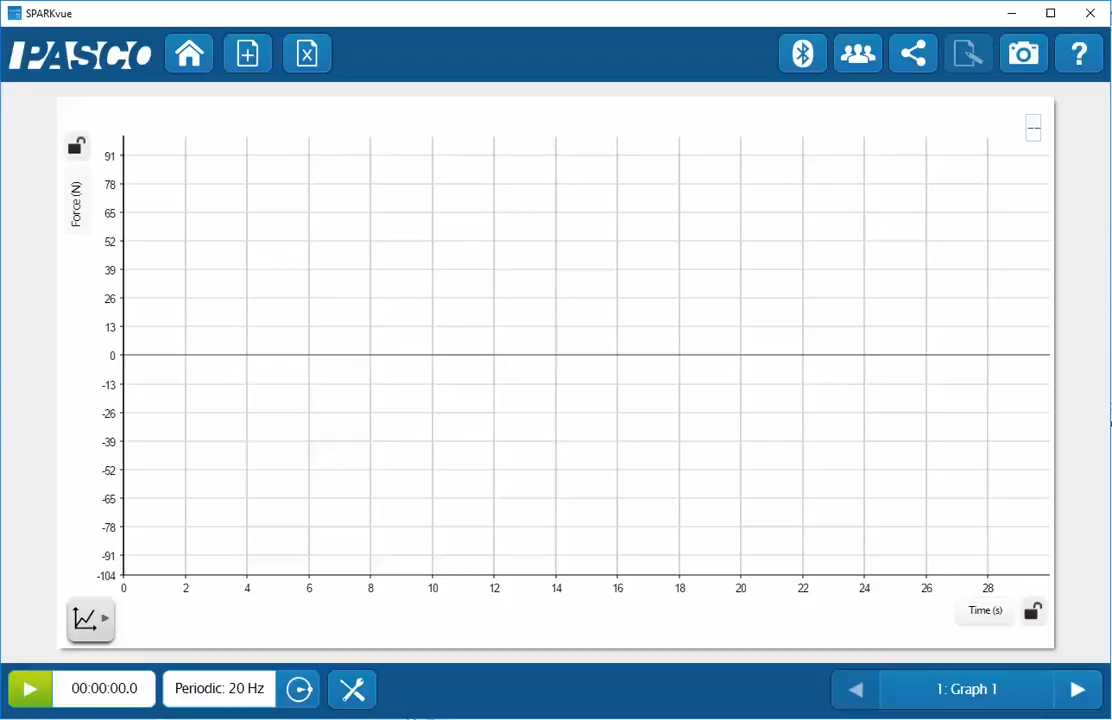 SPARKvue
PASCO
--
Force (N)
91
78
65
52
39
26
13
0
-13
-26
-39
-52
-65
-78
-91
-104
0 2 4 6 8 10 12 14 16 18 20 22 24 26 28
Time (s)
00:00:00.0 Periodic: 20 Hz 1: Graph 1